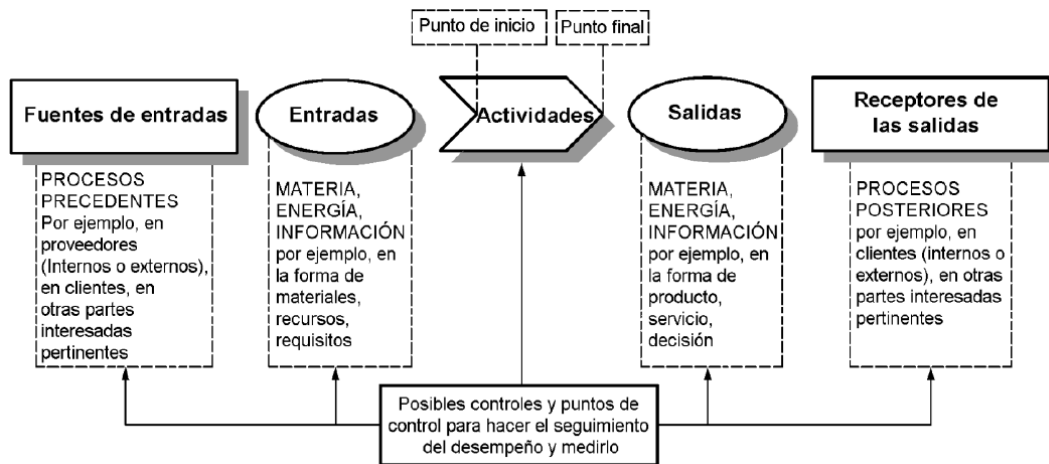 Punto de inicio
Punto final
Fuentes de entradas
Entradas
Actividades
Salidas
Receptores de
las salidas
PROCESOS
PRECEDENTES
Por ejemplo, en
proveedores
(Internos o externos),
en clientes, en
otras partes
interesadas
pertinentes
MATERIA,
ENERGÍA,
INFORMACIÓN
por ejemplo, en
la forma de
materiales,
recursos,
requisitos
MATERIA,
ENERGÍA,
INFORMACIÓN
por ejemplo, en
la forma de
producto,
servicio,
decisión
PROCESOS
POSTERIORES
por ejemplo, en
clientes (internos o
externos), en otras
partes interesadas
pertinentes
Posibles controles y puntos de
control para hacer el seguimiento
del desempeño y medirlo